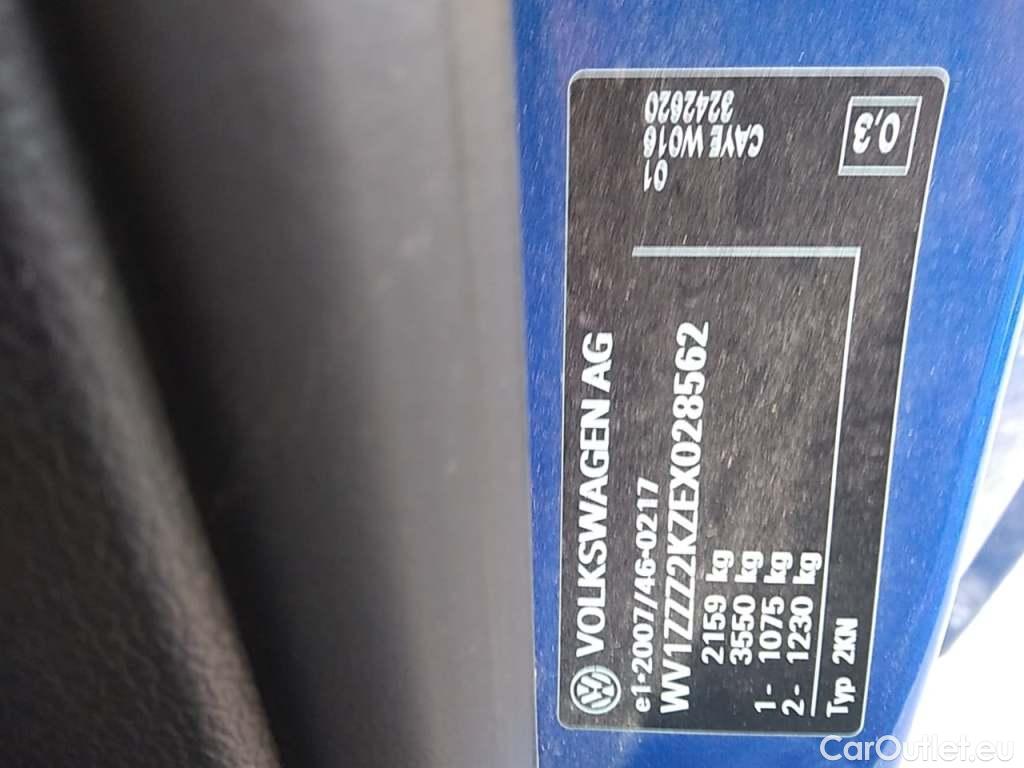 VOLKSWAGEN AG
e1*2007/46-0217
WV1ZZZ2KZEX028562
2159 kg
3550 kg
1- 1075 kg
2- 1230 kg
Typ 2KN
01
CAYE W016
3242620
0,3
CarOutlet.eu